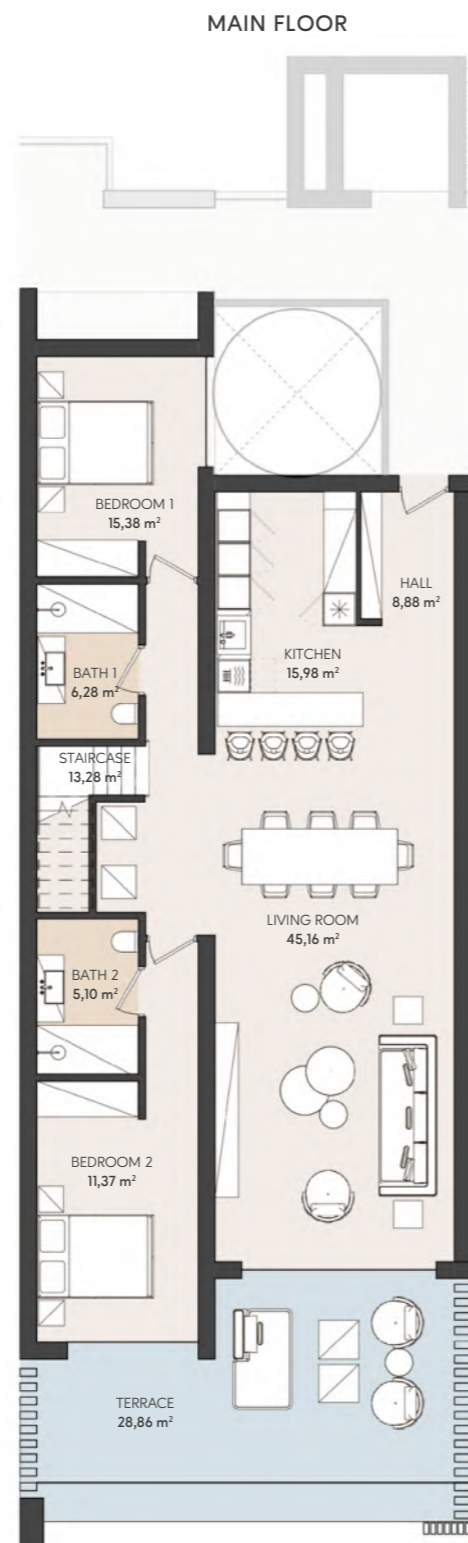 MAIN FLOOR
BEDROOM 1
15,38 m²
HALL
8,88 m²
KITCHEN
15,98 m²
BATH 1
6,28 m²
STAIRCASE
13,28 m²
LIVING ROOM
45,16 m²
BATH 2
5,10 m²
BEDROOM 2
11,37 m²
TERRACE
28,86 m²